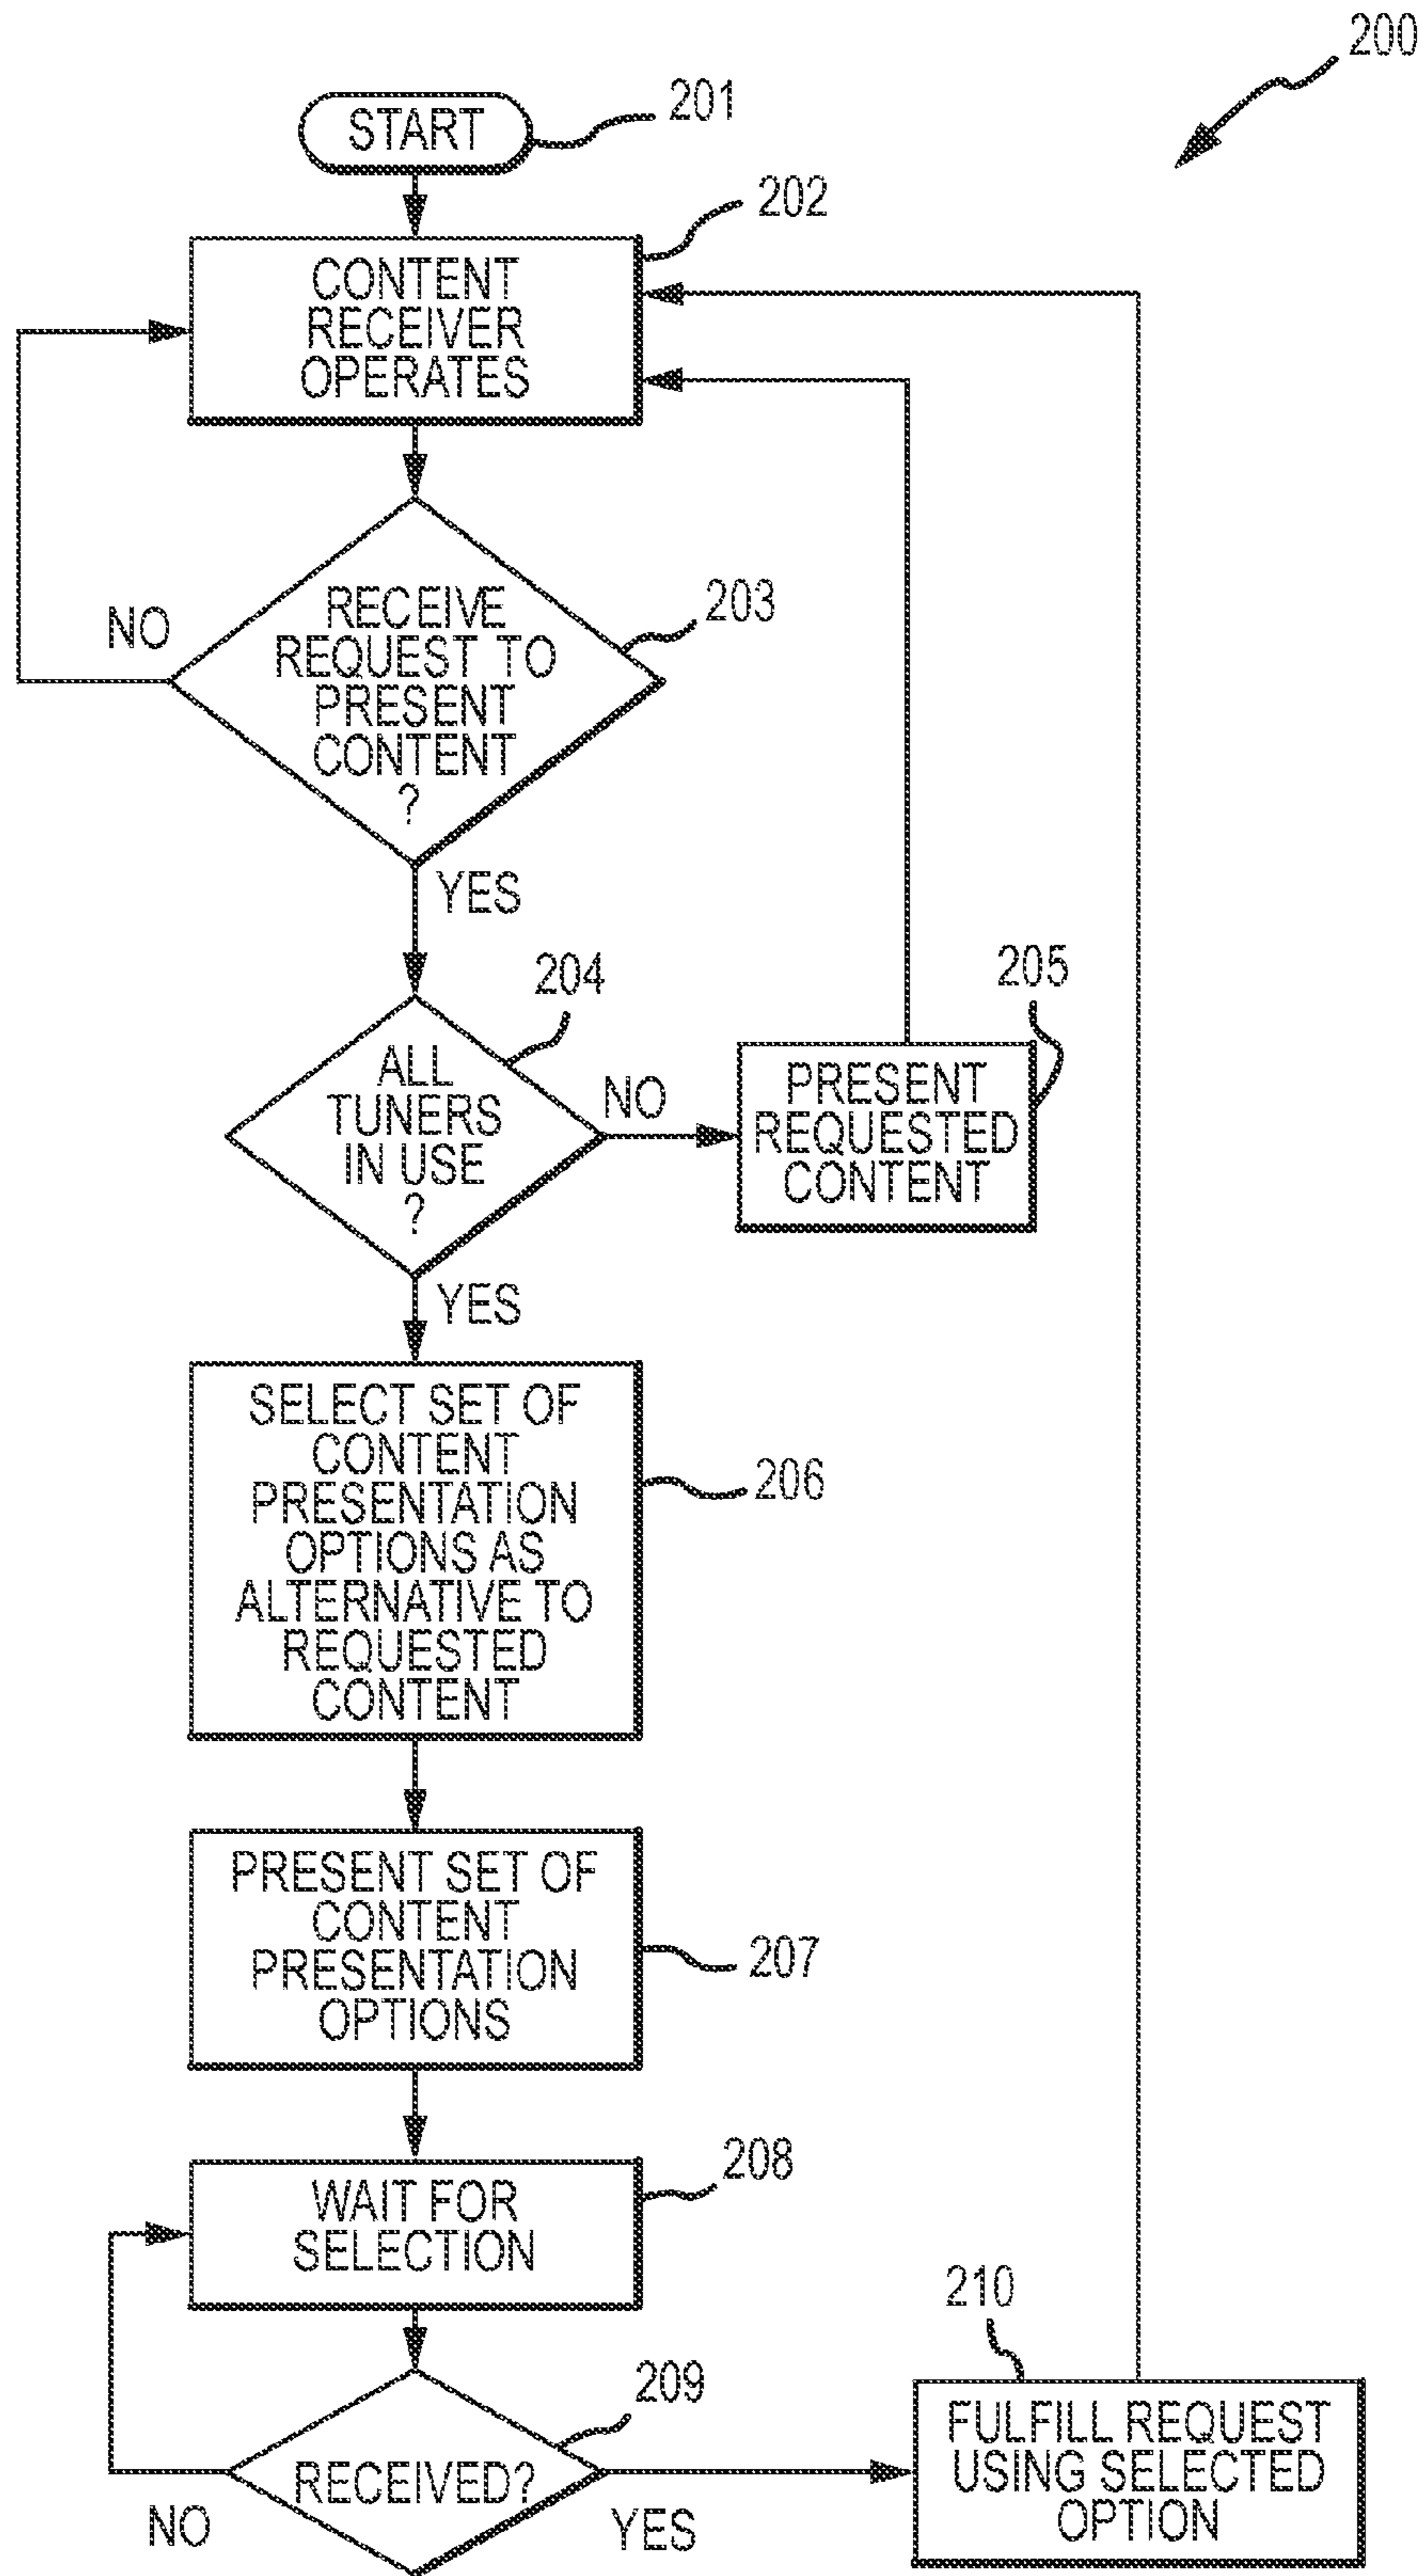 200
START
201
202
CONTENT
RECEIVER
OPERATES
203
NO
RECEIVE
REQUEST TO
PRESENT
CONTENT
?
YES
204
205
ALL
TUNERS
IN USE
?
NO
PRESENT
REQUESTED
CONTENT
YES
SELECT SET OF
CONTENT
PRESENTATION
OPTIONS AS
ALTERNATIVE TO
REQUESTED
CONTENT
206
PRESENT SET OF
CONTENT
PRESENTATION
OPTIONS
207
208
WAIT FOR
SELECTION
209
210
RECEIVED?
NO
YES
FULFILL REQUEST
USING SELECTED
OPTION